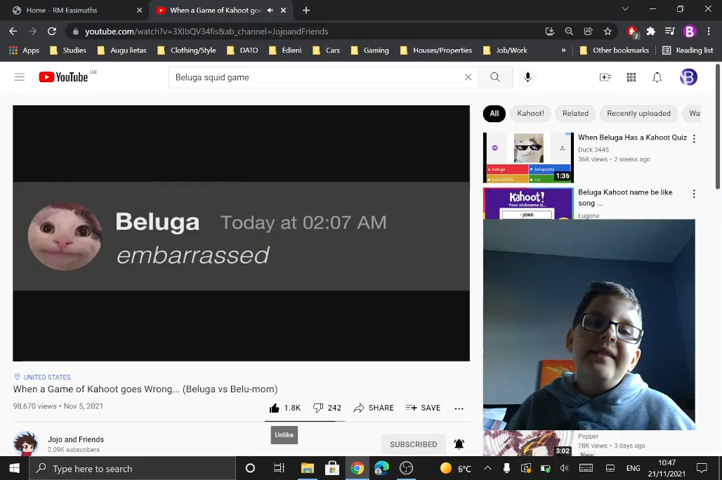 Home - RM Easimaths
When a Game of Kahoot goe
youtube.com/watch?v=3XIbQV34fis&ab_channel=JojoandFriends
Apps
Studies
Augu lietas
Clothing/Style
DATO
Edieni
Cars
Gaming
Houses/Properties
Job/Work
»
Other bookmarks
Reading list
YouTube
Beluga squid game
B
Beluga Today at 02:07 AM
embarrassed
All
Kahoot!
Related
Recently uploaded
Wa
When Beluga Has a Kahoot Quiz
Duck 3445
36K views • 2 weeks ago
1:36
Beluga Kahoot name be like
song ...
Eugene
Kahoot!
JOKE
UNITED STATES
When a Game of Kahoot goes Wrong... (Beluga vs Belu-mom)
98,670 views • Nov 5, 2021
1.8K
242
SHARE
SAVE
Unlike
Jojo and Friends
2.09K subscribers
SUBSCRIBED
Pepper
28K views • 3 days ago
New
3:02
Type here to search
6°C
ENG
10:47
21/11/2021